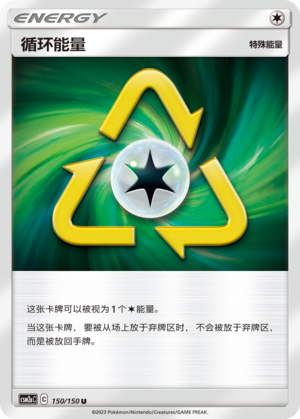 ENERGY
循环能量
特殊能量
这张卡牌可以被视为1个能量。
当这张卡牌，要被从场上放于弃牌区时，不会被放于弃牌区，
而是被放回手牌。
C 150/150 U
©2023 Pokémon/Nintendo/Creatures/GAME FREAK.